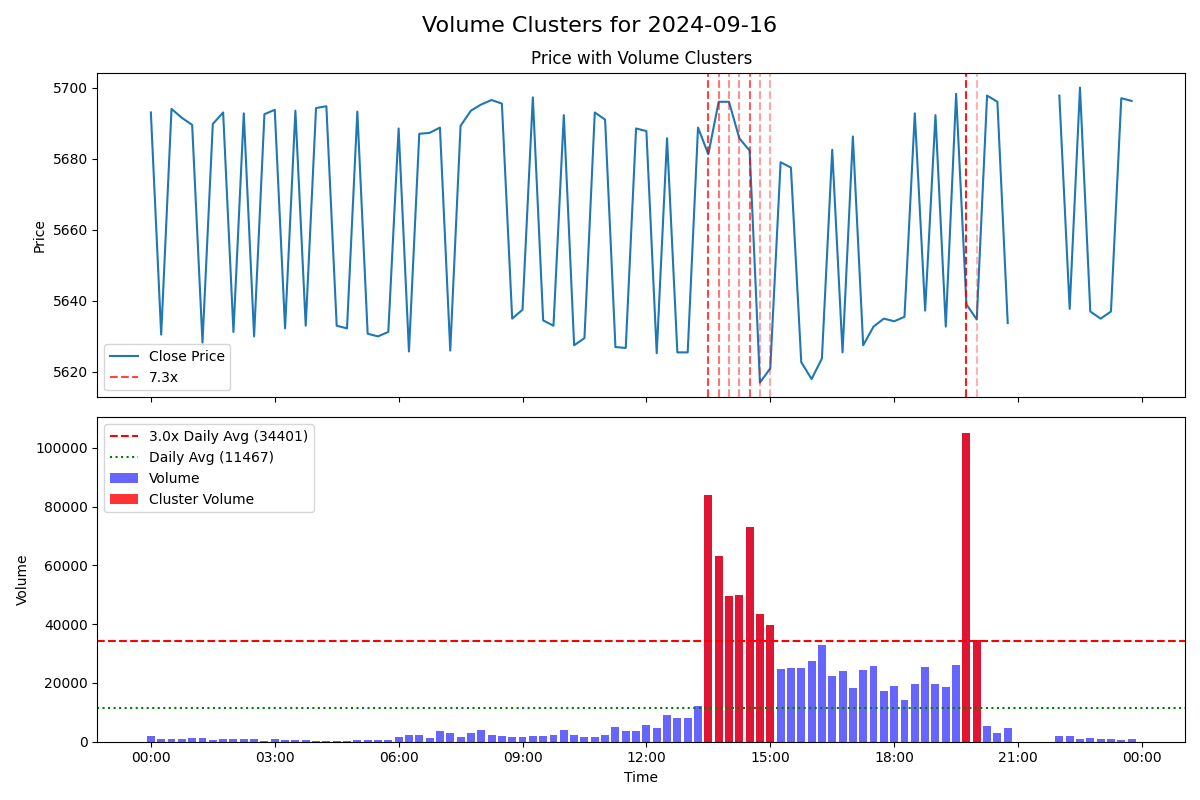 Volume Clusters for 2024-09-16
Price with Volume Clusters
5700
5680
5660
5640
5620
Price
Close Price
7.3x
3.0x Daily Avg (34401)
Daily Avg (11467)
Volume
Cluster Volume
100000
80000
60000
40000
20000
0
Volume
00:00 03:00 06:00 09:00 12:00 15:00 18:00 21:00 00:00
Time